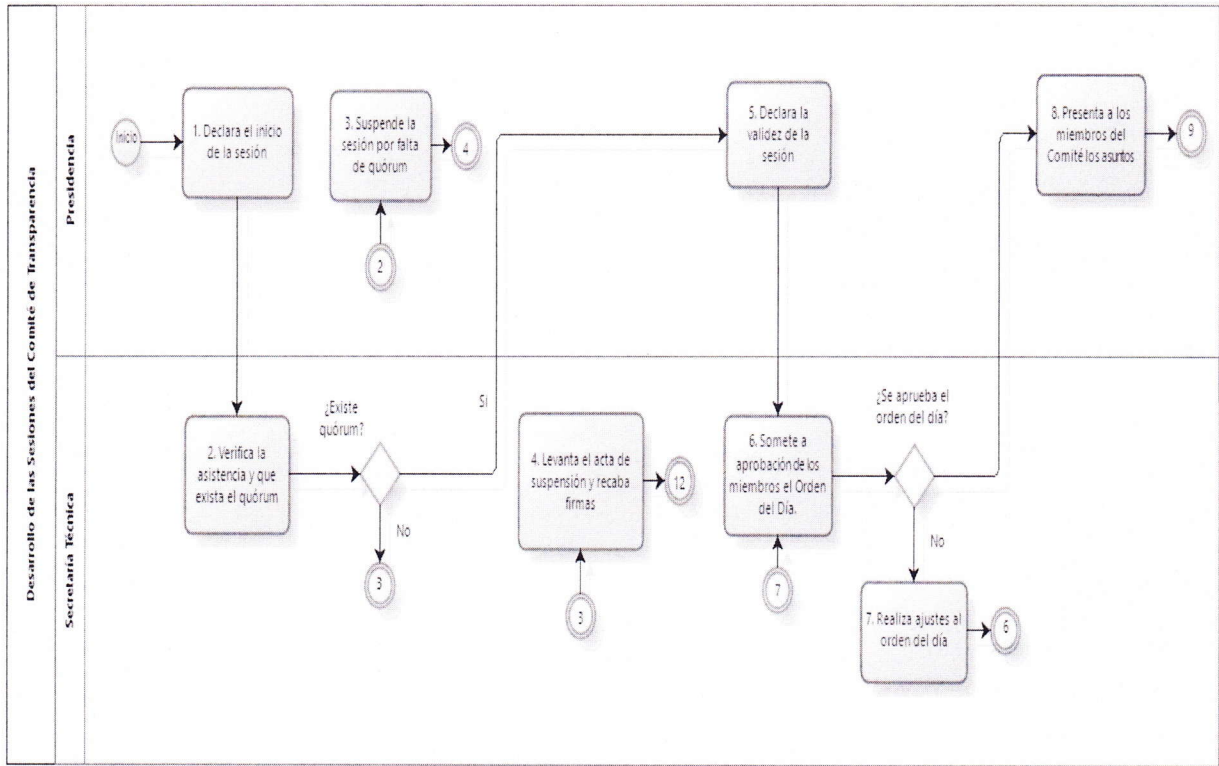 Desarrollo de las Sesiones del Comité de Transparencia
Presidencia
Inicio
1. Declara el inicio
de la sesión
3. Suspende la
sesión por falta
de quórum
4
2
5. Declara la
validez de la
sesión
8. Presenta a los
miembros del
Comité los asuntos
9
Secretaría Técnica
2. Verifica la
asistencia y que
exista el quórum
¿Existe
quórum?
Si
No
3
4. Levanta el acta de
suspensión y recaba
firmas
12
3
6. Somete a
aprobación de los
miembros el Orden
del Día.
7
¿Se aprueba el
orden del día?
No
7. Realiza ajustes al
orden del día
6